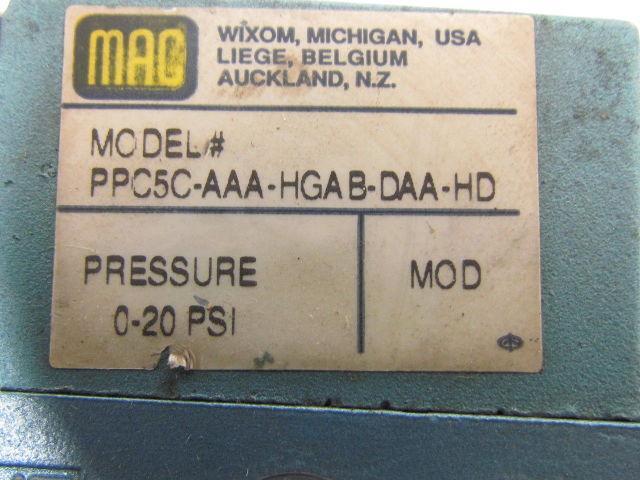 MAC
WIXOM, MICHIGAN, USA
LIEGE, BELGIUM
AUCKLAND, N.Z.
MODEL#
PPC5C-AAA-HGAB-DAA-HD
PRESSURE
0-20 PSI
MOD